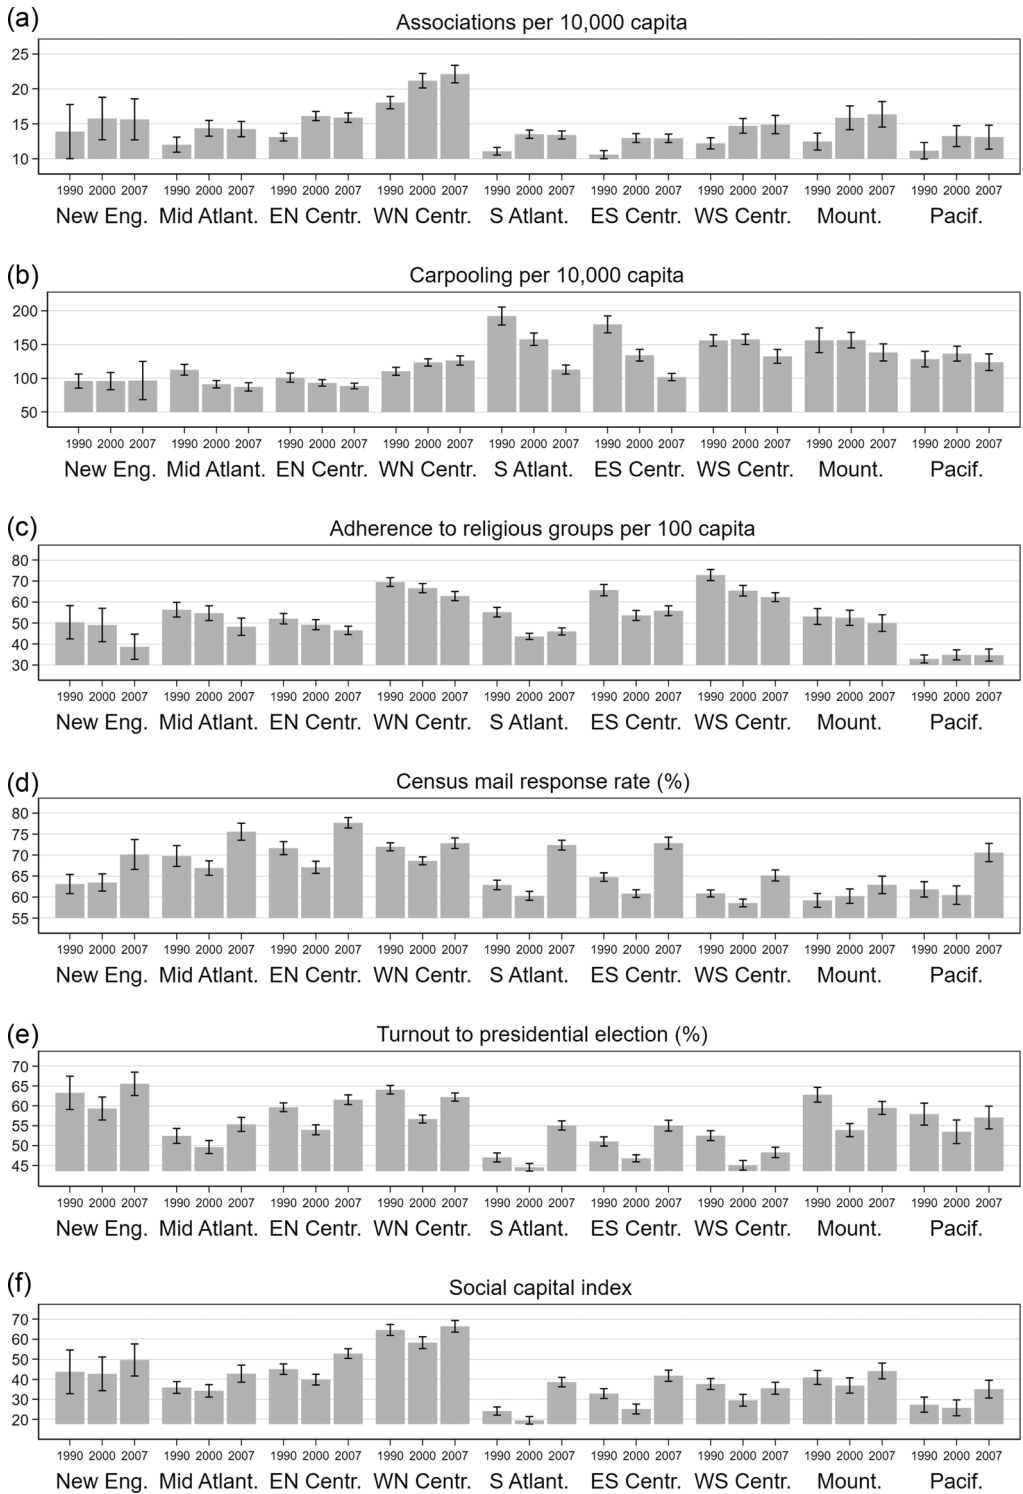 (a)
Associations per 10,000 capita
25
20
15
10
1990 2000 2007 1990 2000 2007 1990 2000 2007 1990 2000 2007 1990 2000 2007 1990 2000 2007 1990 2000 2007 1990 2000 2007 1990 2000 2007
New Eng. Mid Atlant. EN Centr. WN Centr. S Atlant. ES Centr. WS Centr. Mount. Pacif.
(b)
Carpooling per 10,000 capita
200
150
100
50
1990 2000 2007 1990 2000 2007 1990 2000 2007 1990 2000 2007 1990 2000 2007 1990 2000 2007 1990 2000 2007 1990 2000 2007 1990 2000 2007
New Eng. Mid Atlant. EN Centr. WN Centr. S Atlant. ES Centr. WS Centr. Mount. Pacif.
(c)
Adherence to religious groups per 100 capita
80
70
60
50
40
30
1990 2000 2007 1990 2000 2007 1990 2000 2007 1990 2000 2007 1990 2000 2007 1990 2000 2007 1990 2000 2007 1990 2000 2007 1990 2000 2007
New Eng. Mid Atlant. EN Centr. WN Centr. S Atlant. ES Centr. WS Centr. Mount. Pacif.
(d)
Census mail response rate (%)
80
75
70
65
60
55
1990 2000 2007 1990 2000 2007 1990 2000 2007 1990 2000 2007 1990 2000 2007 1990 2000 2007 1990 2000 2007 1990 2000 2007 1990 2000 2007
New Eng. Mid Atlant. EN Centr. WN Centr. S Atlant. ES Centr. WS Centr. Mount. Pacif.
(e)
Turnout to presidential election (%)
70
65
60
55
50
45
1990 2000 2007 1990 2000 2007 1990 2000 2007 1990 2000 2007 1990 2000 2007 1990 2000 2007 1990 2000 2007 1990 2000 2007 1990 2000 2007
New Eng. Mid Atlant. EN Centr. WN Centr. S Atlant. ES Centr. WS Centr. Mount. Pacif.
(f)
Social capital index
70
60
50
40
30
20
1990 2000 2007 1990 2000 2007 1990 2000 2007 1990 2000 2007 1990 2000 2007 1990 2000 2007 1990 2000 2007 1990 2000 2007 1990 2000 2007
New Eng. Mid Atlant. EN Centr. WN Centr. S Atlant. ES Centr. WS Centr. Mount. Pacif.